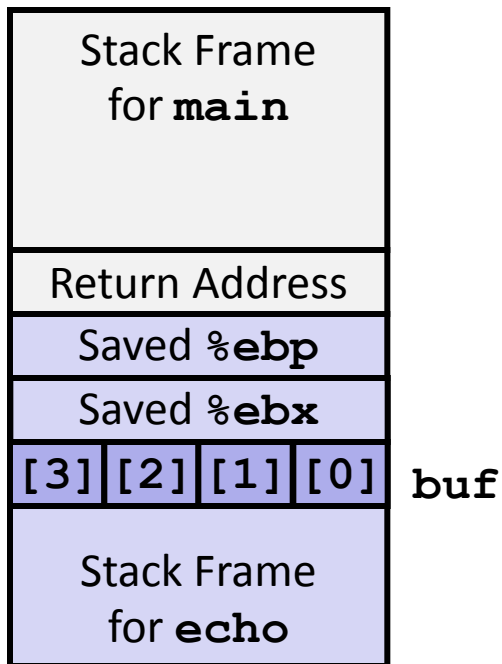 Stack Frame
for main
Return Address
Saved %ebp
Saved %ebx
[3] [2] [1] [0] buf
Stack Frame
for echo